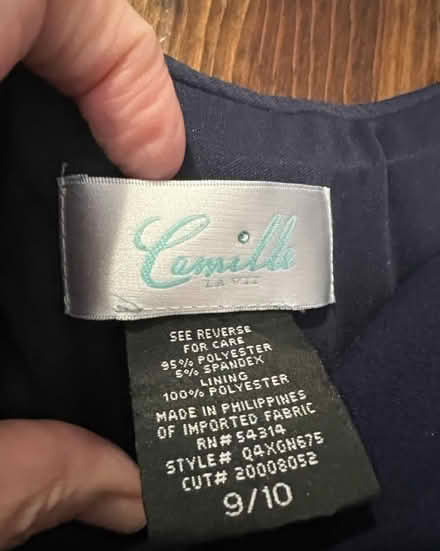 Camille
LA VIE
SEE REVERSE
FOR CARE
95% POLYESTER
5% SPANDEX
LINING
100% POLYESTER
MADE IN PHILIPPINES
OF IMPORTED FABRIC
RN# 54314
STYLE# Q4XGN675
CUT# 20008052
9/10